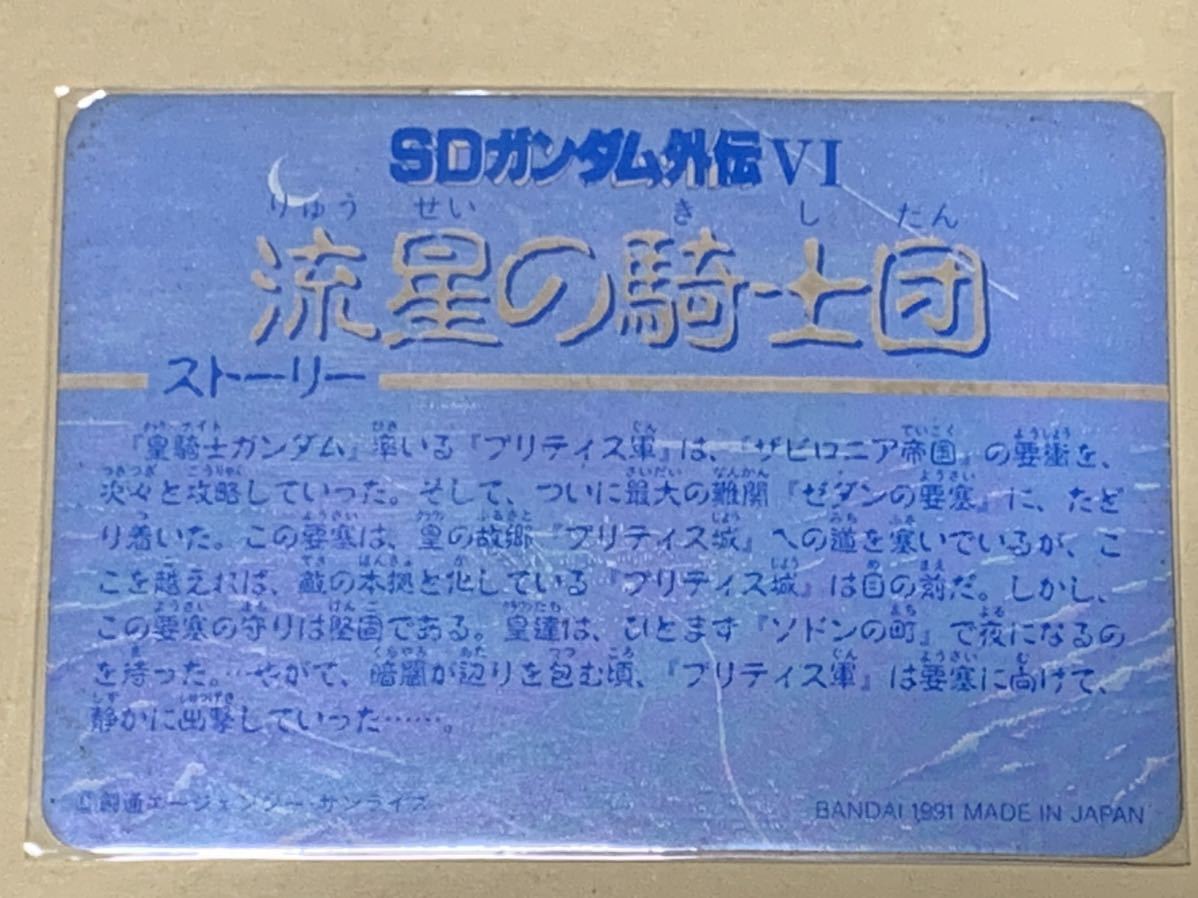 SDガンダム外伝VI
りゅう せい き し だん
流星の騎士団
ストーリー
『皇騎士ガンダム』率いる『ブリティス軍』は、『ザビロニア帝国』の要衝を、
次々と攻略していった。そして、ついに最大の難関『ゼダンの要塞』に、たど
り着いた。この要塞は、皇の故郷『ブリティス城』への道を塞いでいるが、こ
こを越えれば、敵の本拠と化している『ブリティス城』は目の前だ。しかし、
この要塞の守りは堅固である。皇達は、ひとまず『ソドンの町』で夜になるの
を待った。やがて、暗闇が辺りを包む頃、『ブリティス軍』は要塞に向けて、
静かに出撃していった……。
©創通エージェンシー・サンライズ
BANDAI 1991 MADE IN JAPAN